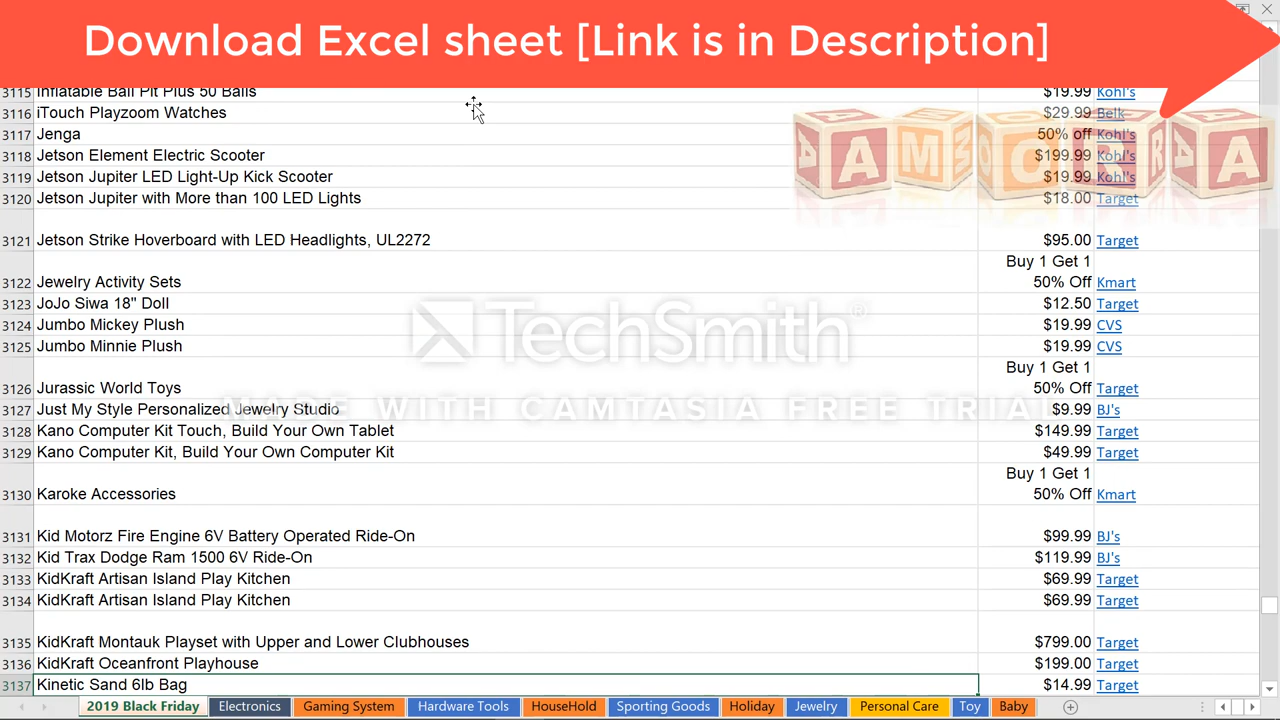 Download Excel sheet [Link is in Description]
3115 Inflatable Ball Pit Plus 50 Balls $19.99 Kohl's
3116 iTouch Playzoom Watches $29.99 Belk
3117 Jenga 50% off Kohl's
3118 Jetson Element Electric Scooter $199.99 Kohl's
3119 Jetson Jupiter LED Light-Up Kick Scooter $19.99 Kohl's
3120 Jetson Jupiter with More than 100 LED Lights $18.00 Target
AMORRA
3121 Jetson Strike Hoverboard with LED Headlights, UL2272 $95.00 Target
Buy 1 Get 1
3122 Jewelry Activity Sets 50% Off Kmart
3123 JoJo Siwa 18" Doll $12.50 Target
3124 Jumbo Mickey Plush $19.99 CVS
3125 Jumbo Minnie Plush $19.99 CVS
TechSmith®
Buy 1 Get 1
3126 Jurassic World Toys 50% Off Target
3127 Just My Style Personalized Jewelry Studio $9.99 BJ's
MADE WITH CAMTASIA FREE TRIAL
3128 Kano Computer Kit Touch, Build Your Own Tablet $149.99 Target
3129 Kano Computer Kit, Build Your Own Computer Kit $49.99 Target
Buy 1 Get 1
3130 Karoke Accessories 50% Off Kmart
3131 Kid Motorz Fire Engine 6V Battery Operated Ride-On $99.99 BJ's
3132 Kid Trax Dodge Ram 1500 6V Ride-On $119.99 BJ's
3133 KidKraft Artisan Island Play Kitchen $69.99 Target
3134 KidKraft Artisan Island Play Kitchen $69.99 Target
3135 KidKraft Montauk Playset with Upper and Lower Clubhouses $799.00 Target
3136 KidKraft Oceanfront Playhouse $199.00 Target
3137 Kinetic Sand 6lb Bag $14.99 Target
2019 Black Friday Electronics Gaming System Hardware Tools HouseHold Sporting Goods Holiday Jewelry Personal Care Toy Baby